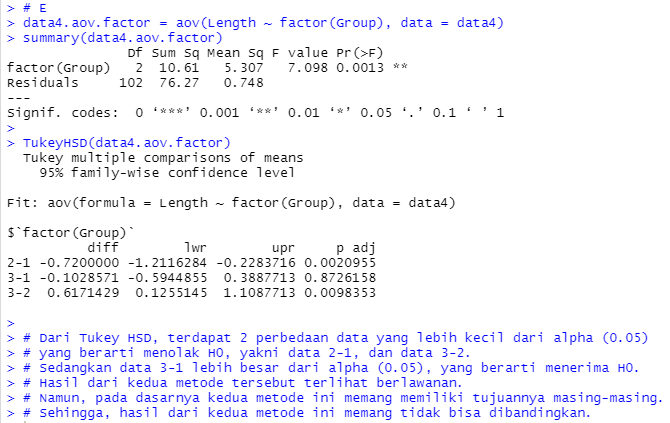 > # E
> data4.aov.factor = aov(Length ~ factor(Group), data = data4)
> summary(data4.aov.factor)
               Df Sum Sq Mean Sq F value Pr(>F)
factor(Group)   2  10.61   5.307   7.098 0.0013 **
Residuals     102  76.27   0.748
---
Signif. codes:  0 ‘***’ 0.001 ‘**’ 0.01 ‘*’ 0.05 ‘.’ 0.1 ‘ ’ 1
>
> TukeyHSD(data4.aov.factor)
  Tukey multiple comparisons of means
    95% family-wise confidence level

Fit: aov(formula = Length ~ factor(Group), data = data4)

$`factor(Group)`
          diff        lwr        upr     p adj
2-1 -0.7200000 -1.2116284 -0.2283716 0.0020955
3-1 -0.1028571 -0.5944855  0.3887713 0.8726158
3-2  0.6171429  0.1255145  1.1087713 0.0098353

>
> # Dari Tukey HSD, terdapat 2 perbedaan data yang lebih kecil dari alpha (0.05)
> # yang berarti menolak H0, yakni data 2-1, dan data 3-2.
> # Sedangkan data 3-1 lebih besar dari alpha (0.05), yang berarti menerima H0.
> # Hasil dari kedua metode tersebut terlihat berlawanan.
> # Namun, pada dasarnya kedua metode ini memang memiliki tujuannya masing-masing.
> # Sehingga, hasil dari kedua metode ini memang tidak bisa dibandingkan.
>